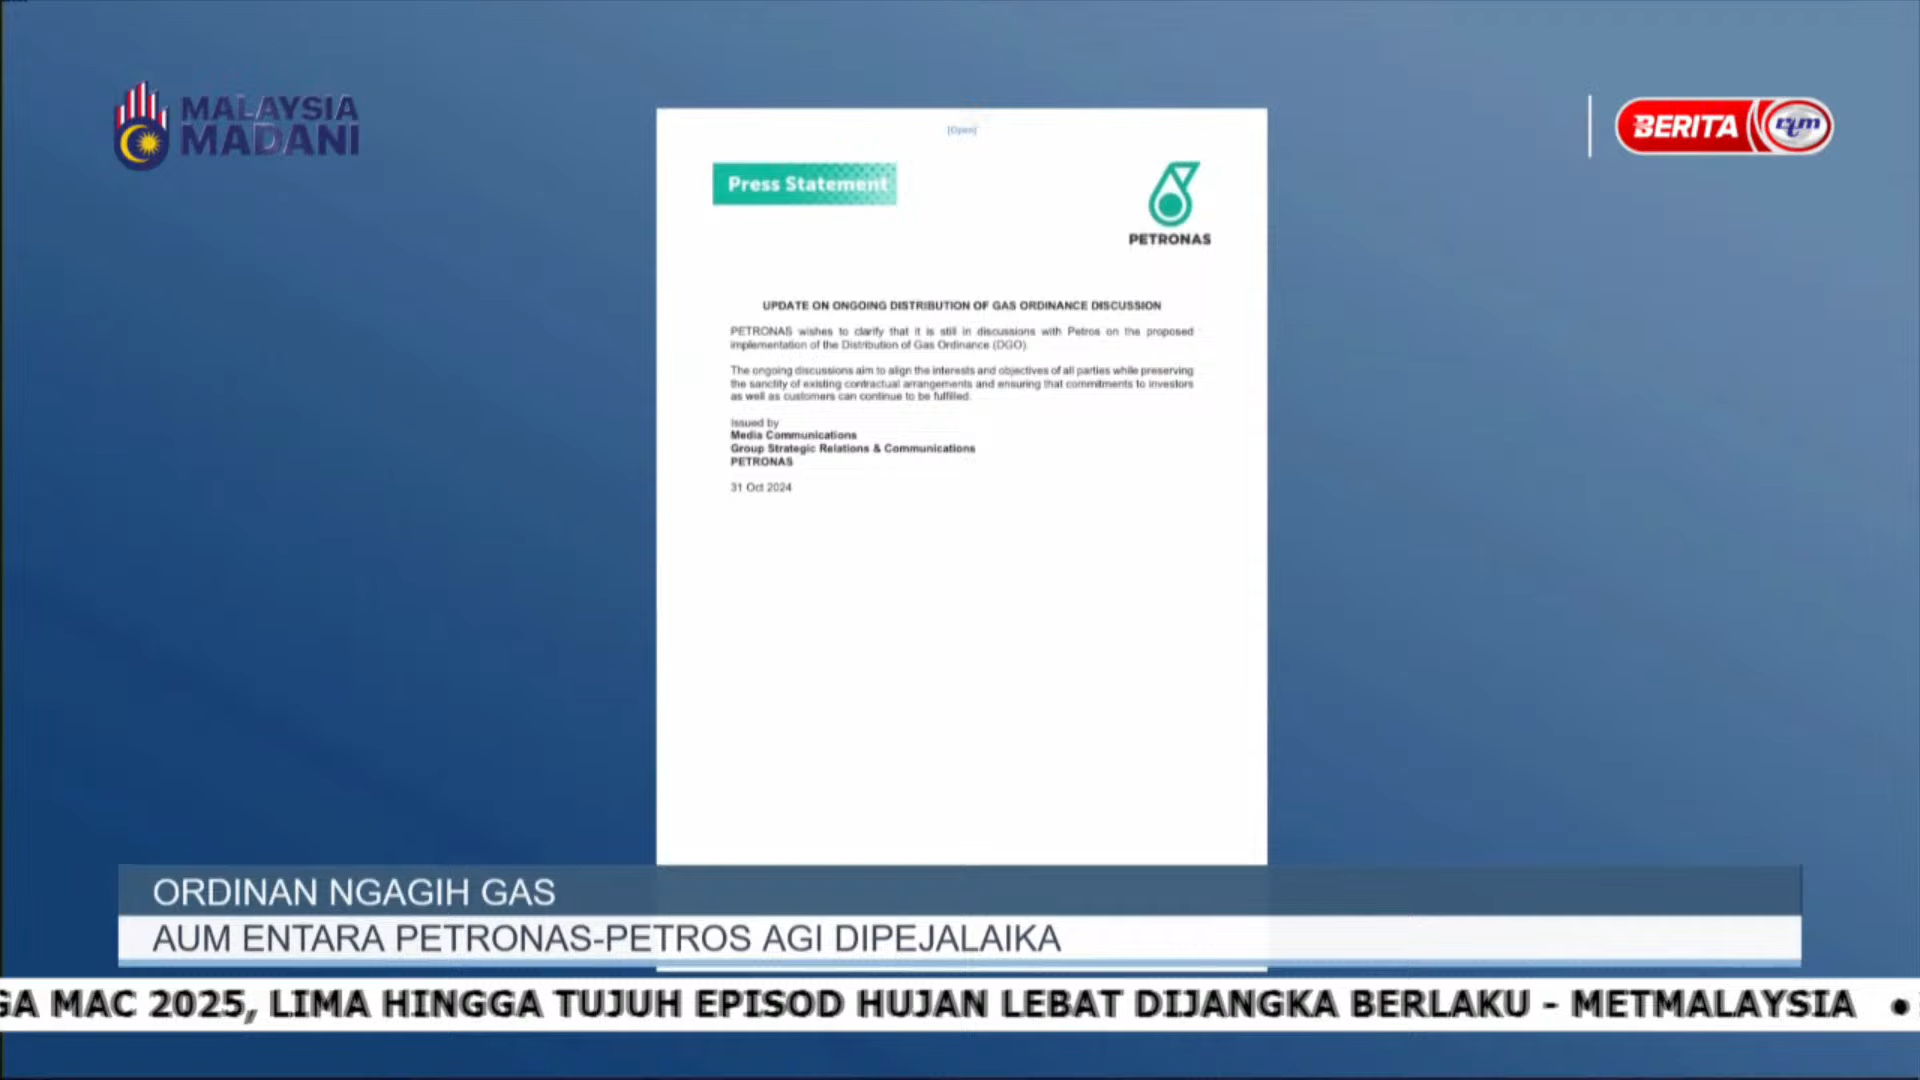 MALAYSIA
MADANI
BERITA rtm
[Open]
Press Statement
PETRONAS
UPDATE ON ONGOING DISTRIBUTION OF GAS ORDINANCE DISCUSSION
PETRONAS wishes to clarify that it is still in discussions with Petros on the proposed
implementation of the Distribution of Gas Ordinance (DGO).
The ongoing discussions aim to align the interests and objectives of all parties while preserving
the sanctity of existing contractual arrangements and ensuring that commitments to investors
as well as customers can continue to be fulfilled.
Issued by
Media Communications
Group Strategic Relations & Communications
PETRONAS
31 Oct 2024
ORDINAN NGAGIH GAS
AUM ENTARA PETRONAS-PETROS AGI DIPEJALAIKA
GA MAC 2025, LIMA HINGGA TUJUH EPISOD HUJAN LEBAT DIJANGKA BERLAKU - METMALAYSIA •